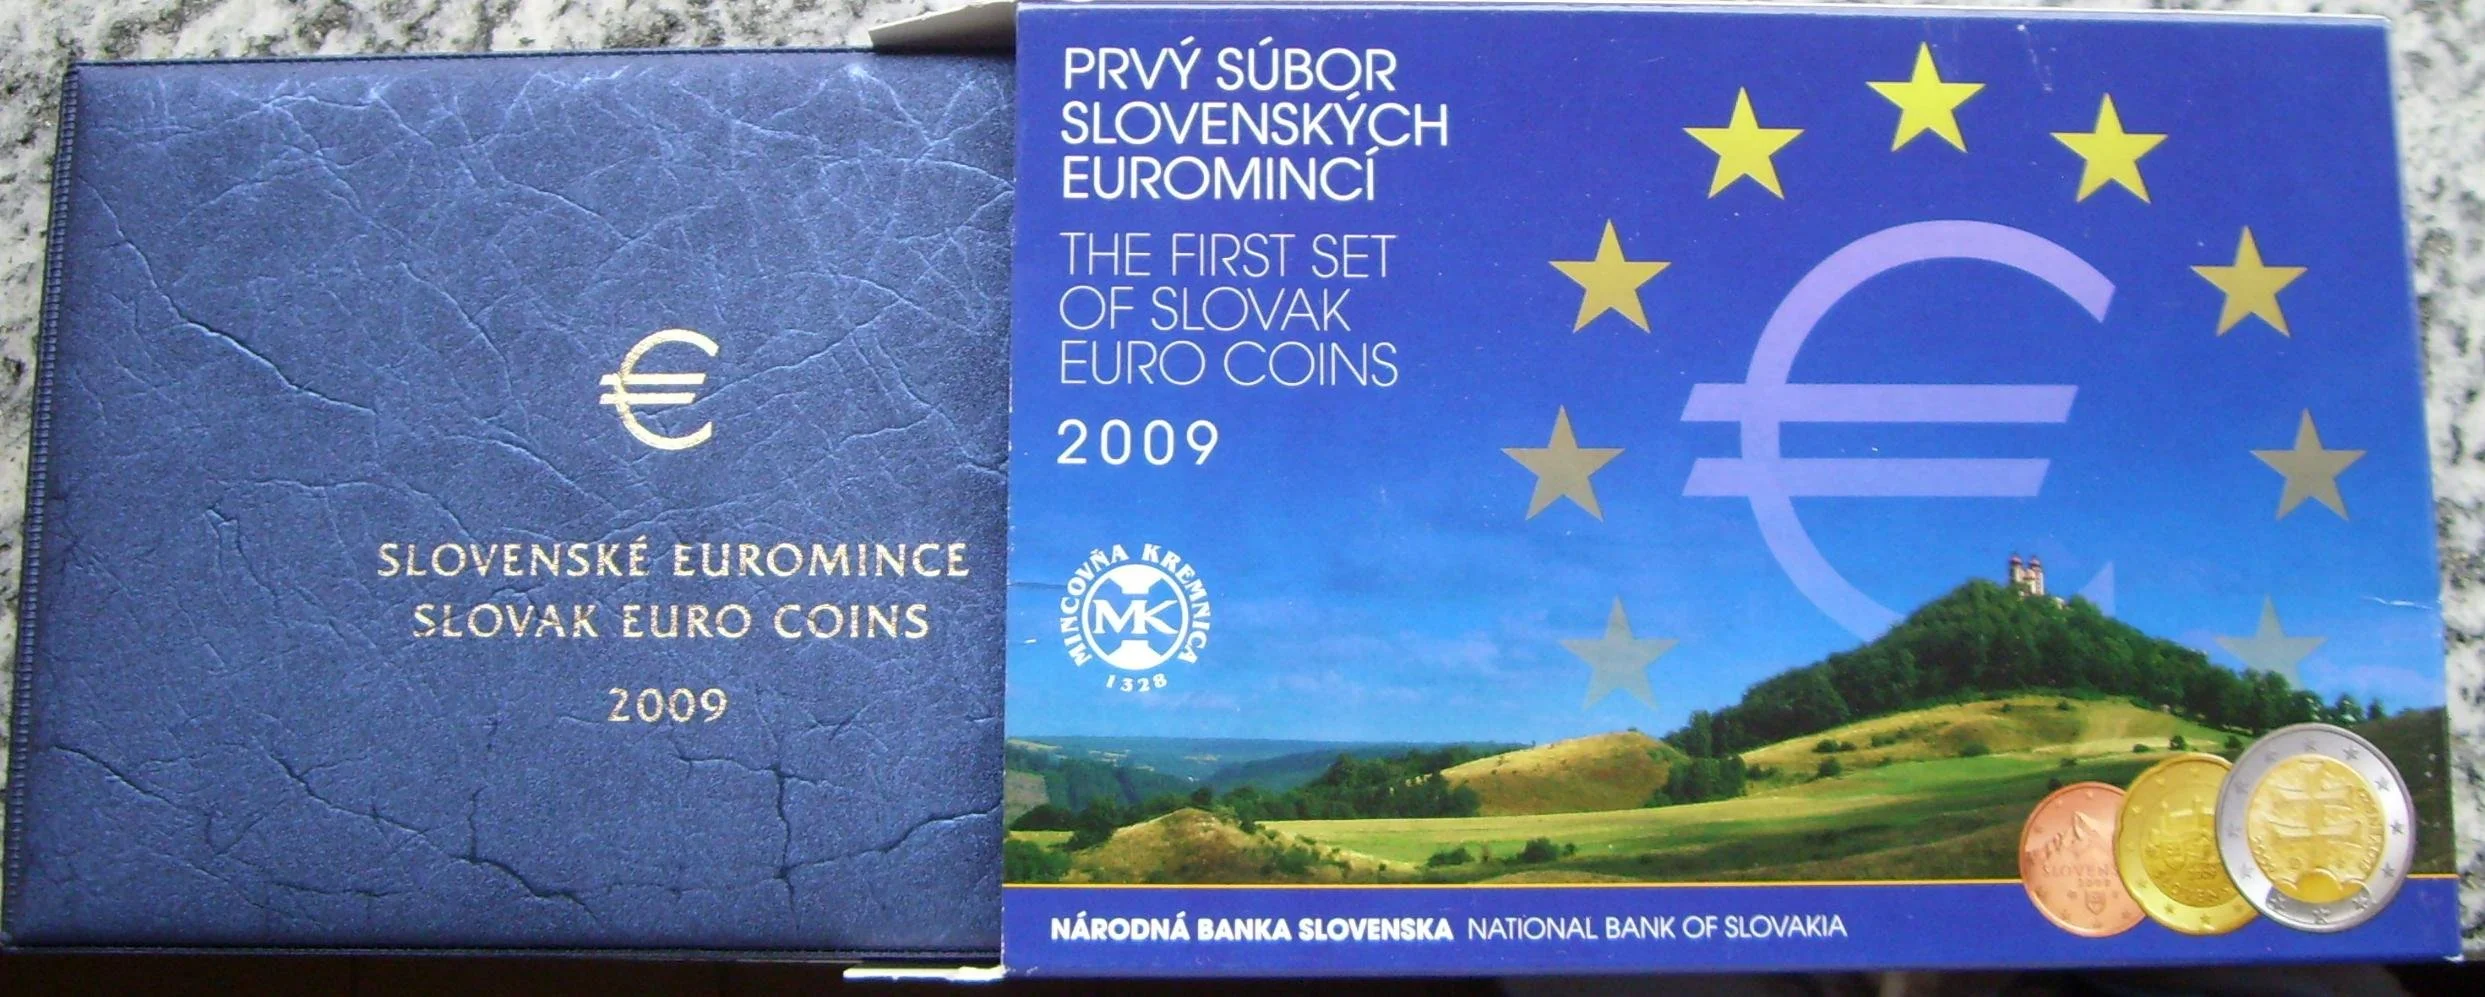 €
SLOVENSKÉ EUROMINCE
SLOVAK EURO COINS
2009
PRVÝ SÚBOR
SLOVENSKÝCH
EUROMINCÍ
THE FIRST SET
OF SLOVAK
EURO COINS
2009
€
MINCOVŇA KREMNICA
MK
1328
NÁRODNÁ BANKA SLOVENSKA NATIONAL BANK OF SLOVAKIA